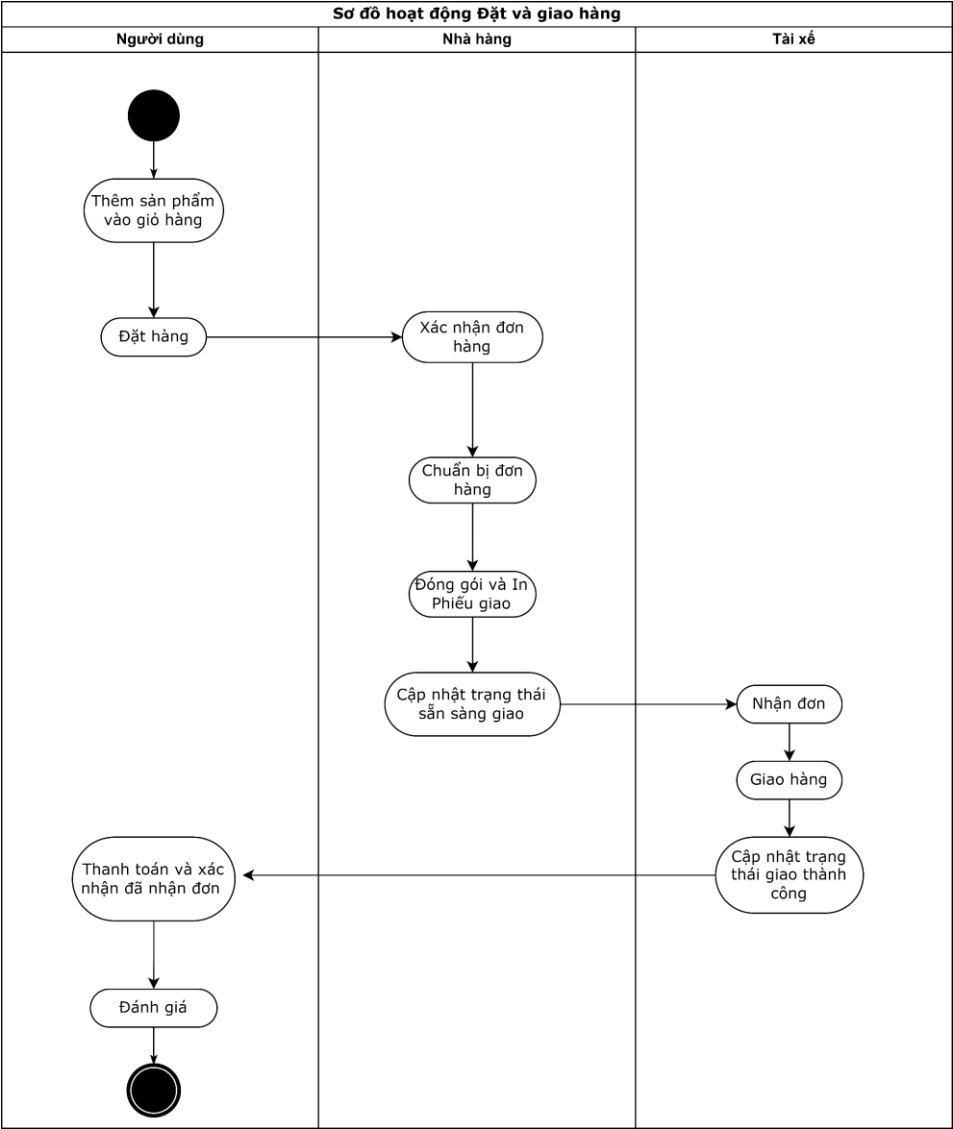 Sơ đồ hoạt động Đặt và giao hàng
Người dùng
Nhà hàng
Tài xế
Thêm sản phẩm
vào giỏ hàng
Đặt hàng
Xác nhận đơn
hàng
Chuẩn bị đơn
hàng
Đóng gói và In
Phiếu giao
Cập nhật trạng thái
sẵn sàng giao
Nhận đơn
Giao hàng
Cập nhật trạng
thái giao thành
công
Thanh toán và xác
nhận đã nhận đơn
Đánh giá